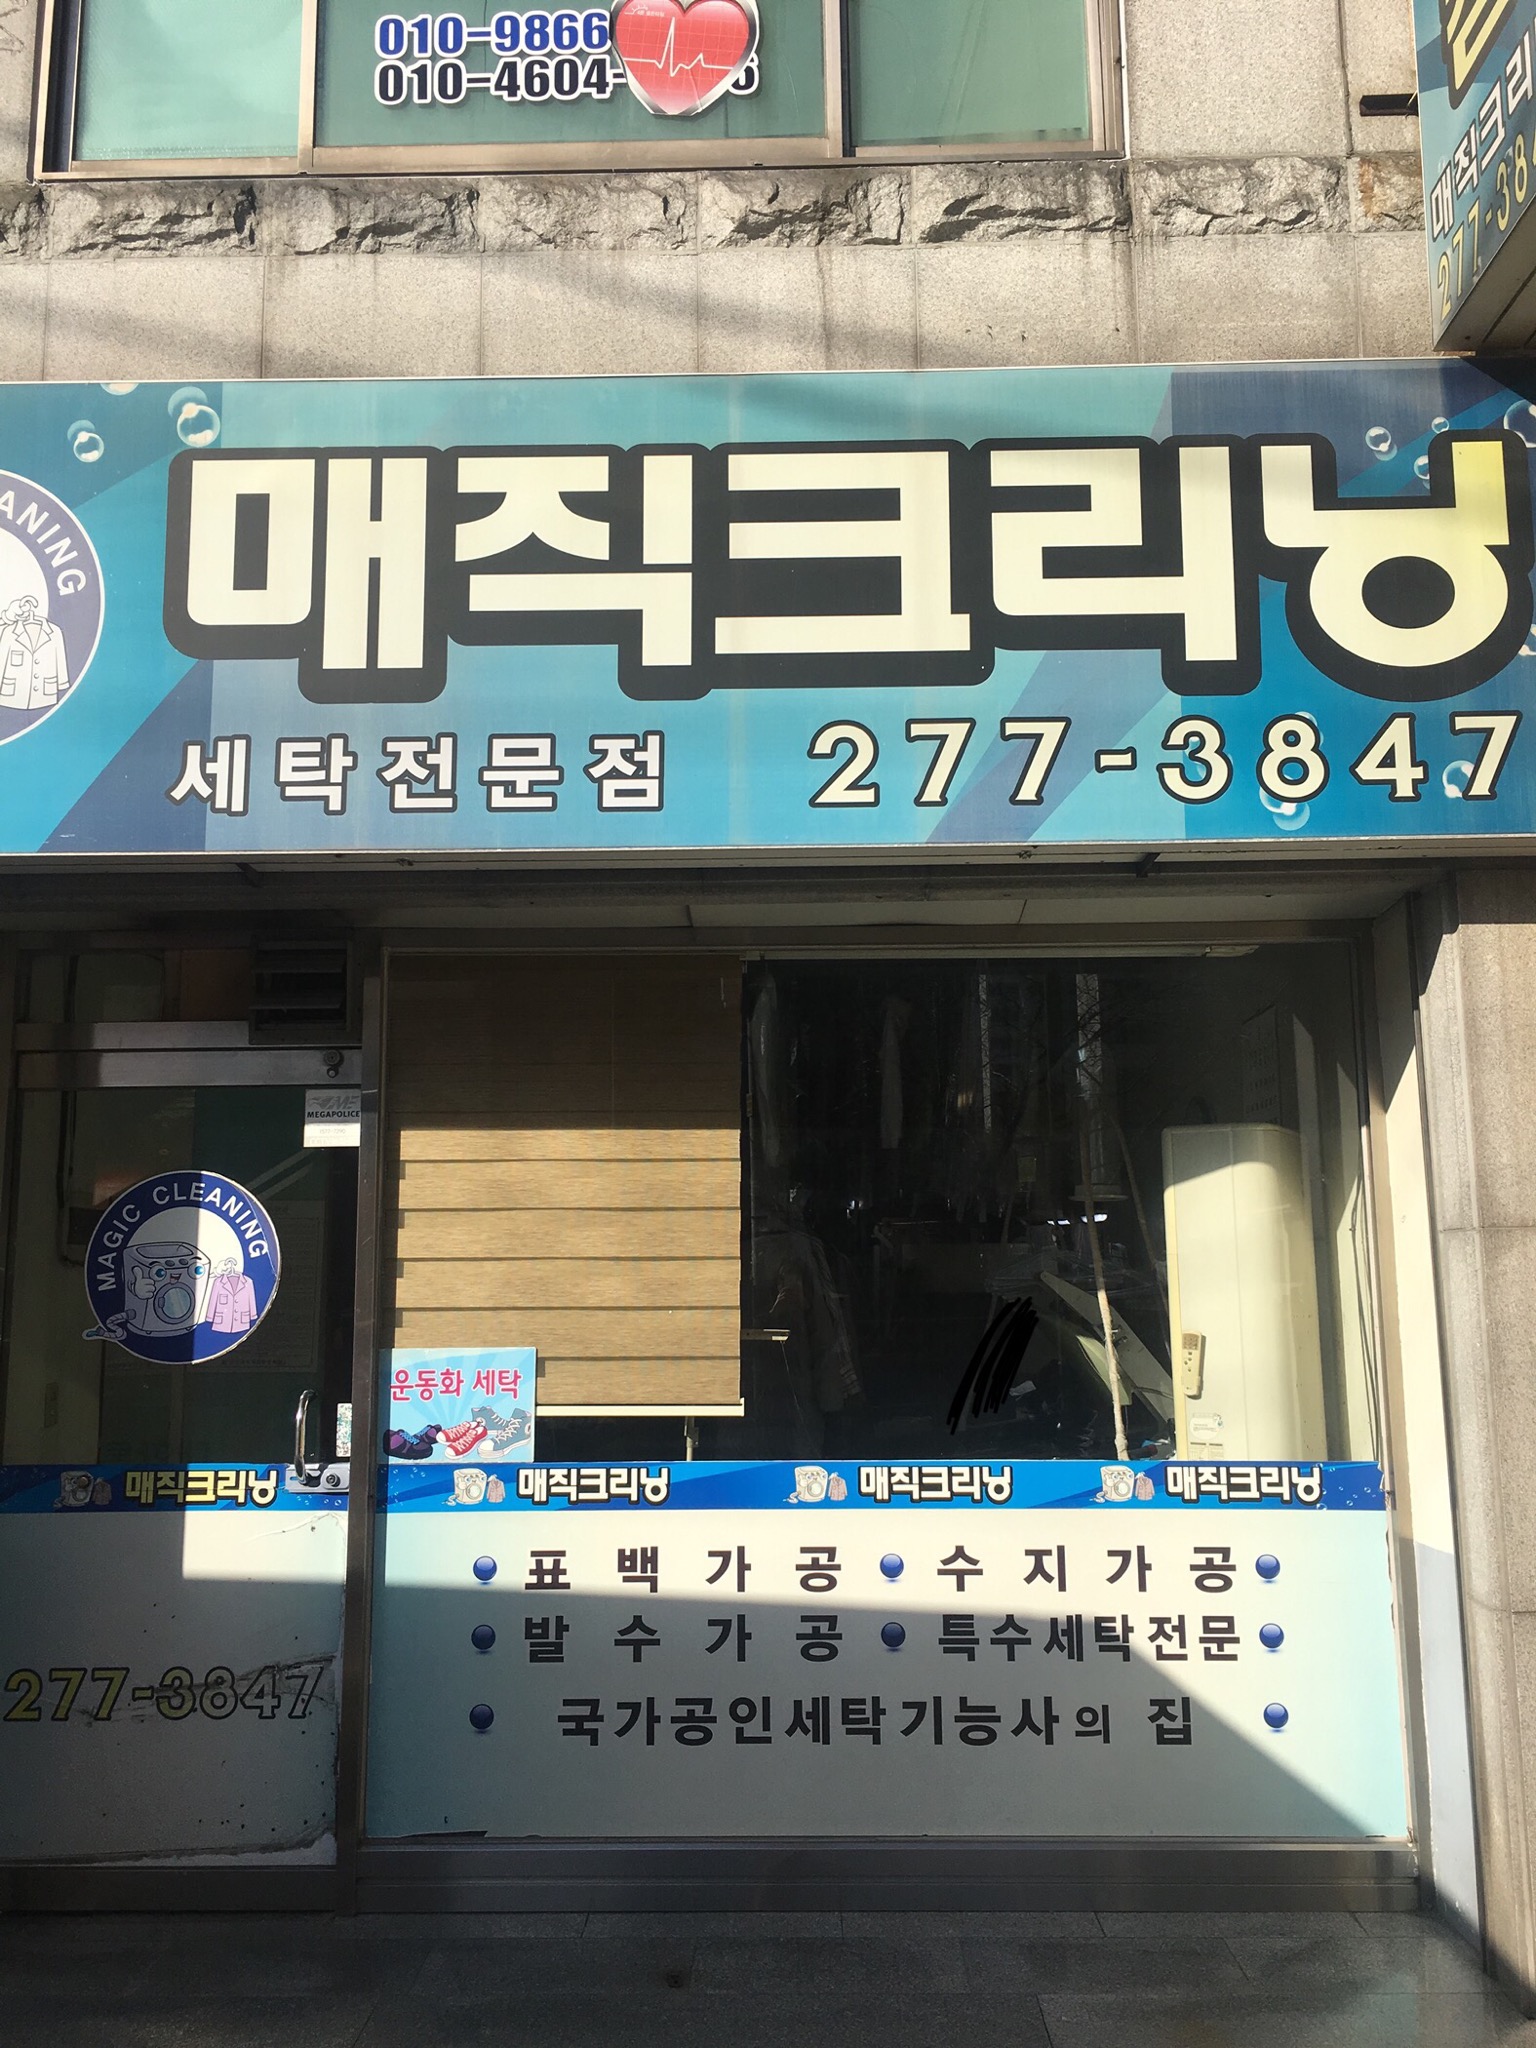 010-9866
010-4604-
매직크리
277-384
ANING
매직크리닝
세탁전문점 277-3847
MEGAPOLICE
MAGIC CLEANING
운동화 세탁
매직크리닝 매직크리닝 매직크리닝 매직크리닝
표백가공 수지가공
발수가공 특수세탁전문
277-3847
국가공인세탁기능사의 집